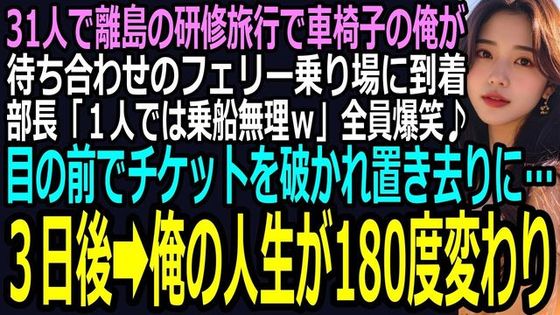 31人で離島の研修旅行で車椅子の俺が
待ち合わせのフェリー乗り場に到着
部長「１人では乗船無理ｗ」全員爆笑♪
目の前でチケットを破かれ置き去りに…
３日後➡俺の人生が180度変わり